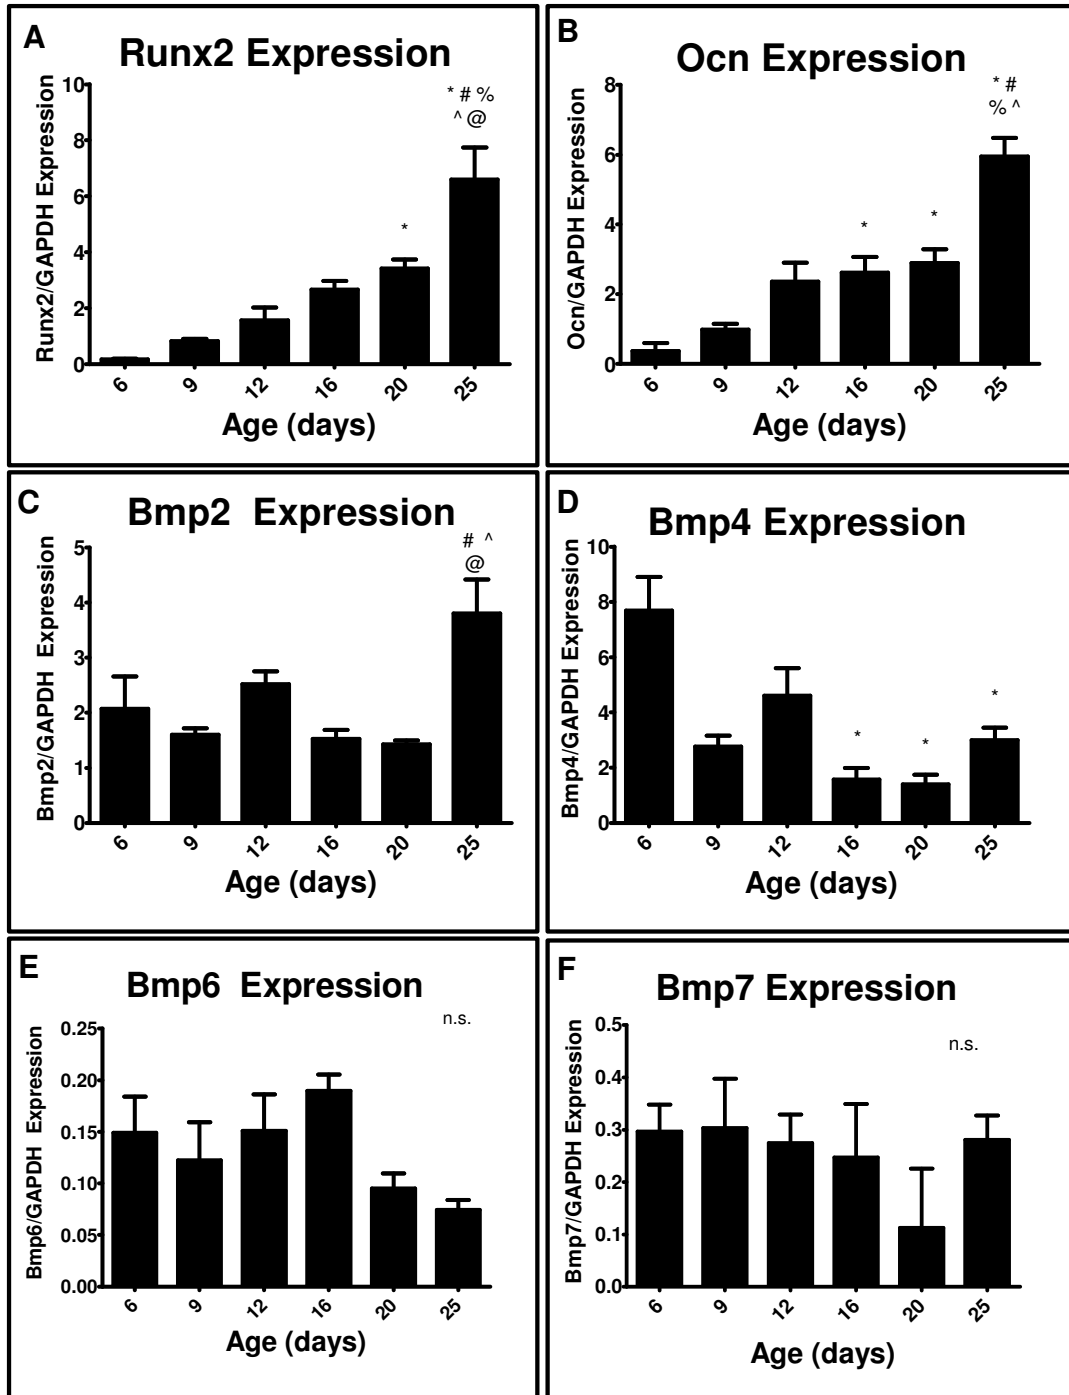 A
Runx2 Expression
Runx2/GAPDH Expression
10
8
6
4
2
0
*
* # %
^ @
6 9 12 16 20 25
Age (days)
B
Ocn Expression
Ocn/GAPDH Expression
8
6
4
2
0
*
*
* #
% ^
6 9 12 16 20 25
Age (days)
C
Bmp2 Expression
Bmp2/GAPDH Expression
5
4
3
2
1
0
# ^
@
6 9 12 16 20 25
Age (days)
D
Bmp4 Expression
Bmp4/GAPDH Expression
10
8
6
4
2
0
*
*
*
6 9 12 16 20 25
Age (days)
E
Bmp6 Expression
n.s.
Bmp6/GAPDH Expression
0.25
0.20
0.15
0.10
0.05
0.00
6 9 12 16 20 25
Age (days)
F
Bmp7 Expression
n.s.
Bmp7/GAPDH Expression
0.5
0.4
0.3
0.2
0.1
0.0
6 9 12 16 20 25
Age (days)